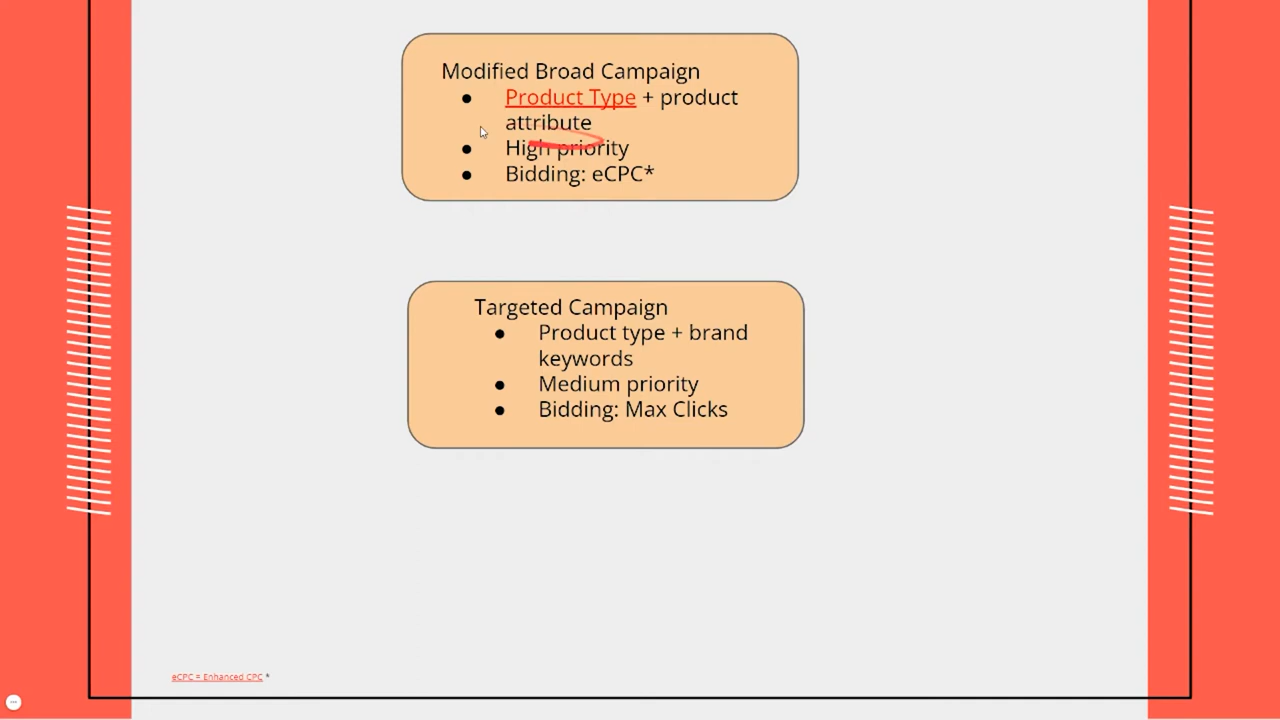 Modified Broad Campaign
● Product Type + product
attribute
● High priority
● Bidding: eCPC*
Targeted Campaign
● Product type + brand
keywords
● Medium priority
● Bidding: Max Clicks
eCPC = Enhanced CPC *